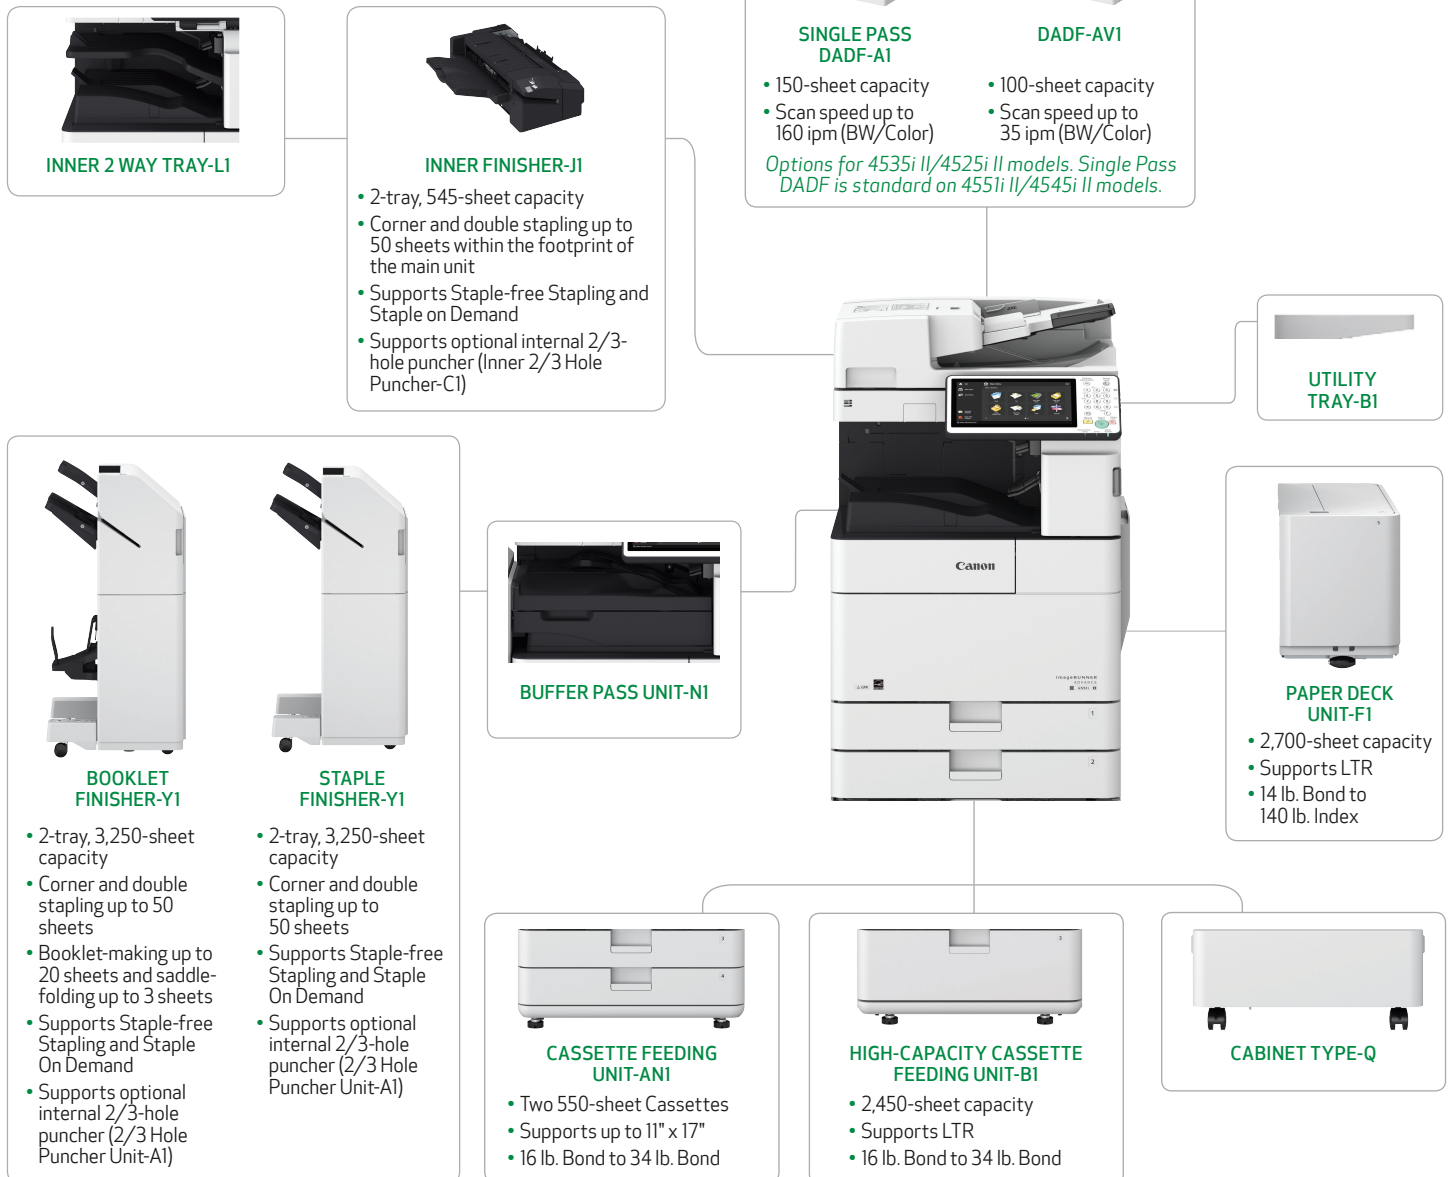 SINGLE PASS
DADF-A1
• 150-sheet capacity
• Scan speed up to
160 ipm (BW/Color)
DADF-AV1
• 100-sheet capacity
• Scan speed up to
35 ipm (BW/Color)
Options for 4535i II/4525i II models. Single Pass
DADF is standard on 4551i II/4545i II models.
INNER 2 WAY TRAY-L1
INNER FINISHER-J1
• 2-tray, 545-sheet capacity
• Corner and double stapling up to
50 sheets within the footprint of
the main unit
• Supports Staple-free Stapling and
Staple on Demand
• Supports optional internal 2/3-
hole puncher (Inner 2/3 Hole
Puncher-C1)
UTILITY
TRAY-B1
Canon
imageRUNNER
ADVANCE
1
2
BUFFER PASS UNIT-N1
PAPER DECK
UNIT-F1
• 2,700-sheet capacity
• Supports LTR
• 14 lb. Bond to
140 lb. Index
BOOKLET
FINISHER-Y1
• 2-tray, 3,250-sheet
capacity
• Corner and double
stapling up to 50
sheets
• Booklet-making up to
20 sheets and saddle-
folding up to 3 sheets
• Supports Staple-free
Stapling and Staple
On Demand
• Supports optional
internal 2/3-hole
puncher (2/3 Hole
Puncher Unit-A1)
STAPLE
FINISHER-Y1
• 2-tray, 3,250-sheet
capacity
• Corner and double
stapling up to
50 sheets
• Supports Staple-free
Stapling and Staple
On Demand
• Supports optional
internal 2/3-hole
puncher (2/3 Hole
Puncher Unit-A1)
3
4
CASSETTE FEEDING
UNIT-AN1
• Two 550-sheet Cassettes
• Supports up to 11" x 17"
• 16 lb. Bond to 34 lb. Bond
3
HIGH-CAPACITY CASSETTE
FEEDING UNIT-B1
• 2,450-sheet capacity
• Supports LTR
• 16 lb. Bond to 34 lb. Bond
CABINET TYPE-Q